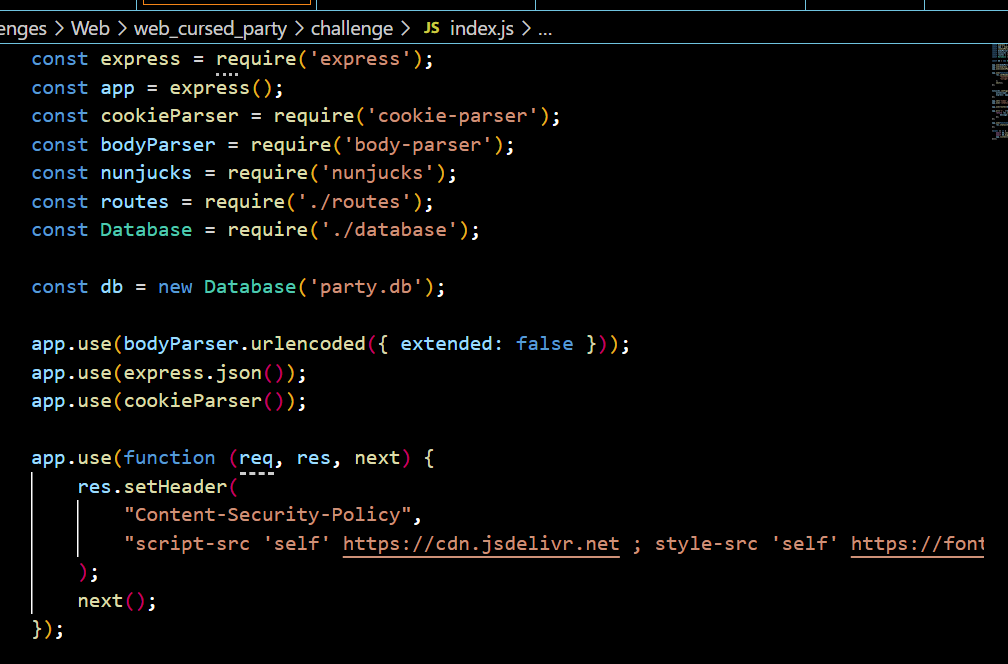 enges > Web > web_cursed_party > challenge > JS index.js > ...
const express = require('express');
const app = express();
const cookieParser = require('cookie-parser');
const bodyParser = require('body-parser');
const nunjucks = require('nunjucks');
const routes = require('./routes');
const Database = require('./database');
const db = new Database('party.db');
app.use(bodyParser.urlencoded({ extended: false }));
app.use(express.json());
app.use(cookieParser());
app.use(function (req, res, next) {
res.setHeader(
"Content-Security-Policy",
"script-src 'self' https://cdn.jsdelivr.net ; style-src 'self' https://font
);
next();
});